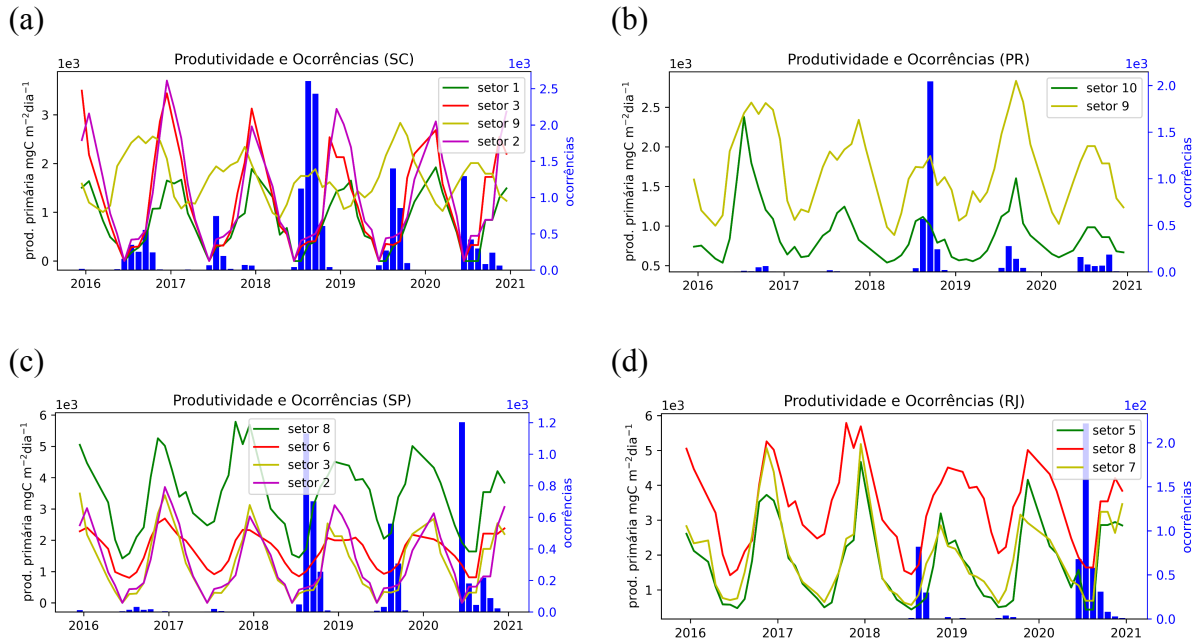 (a)
Produtividade e Ocorrências (SC)
1e3
1e3
prod. primária mgC m⁻²dia⁻¹
3
2
1
0
2.5
2.0
1.5
1.0
0.5
0.0
ocorrências
setor 1
setor 3
setor 9
setor 2
2016 2017 2018 2019 2020 2021
(b)
Produtividade e Ocorrências (PR)
1e3
1e3
prod. primária mgC m⁻²dia⁻¹
2.5
2.0
1.5
1.0
0.5
2.0
1.5
1.0
0.5
0.0
ocorrências
setor 10
setor 9
2016 2017 2018 2019 2020 2021
(c)
Produtividade e Ocorrências (SP)
1e3
1e3
prod. primária mgC m⁻²dia⁻¹
6
5
4
3
2
1
0
1.2
1.0
0.8
0.6
0.4
0.2
0.0
ocorrências
setor 8
setor 6
setor 3
setor 2
2016 2017 2018 2019 2020 2021
(d)
Produtividade e Ocorrências (RJ)
1e3
1e2
prod. primária mgC m⁻²dia⁻¹
6
5
4
3
2
1
2.0
1.5
1.0
0.5
0.0
ocorrências
setor 5
setor 8
setor 7
2016 2017 2018 2019 2020 2021